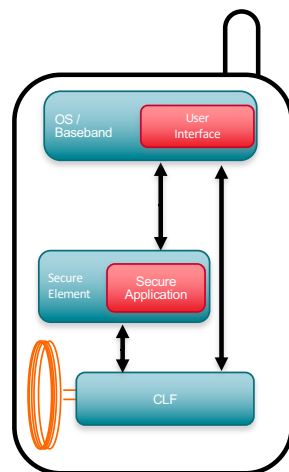 OS /
Baseband
User
Interface
Secure
Element
Secure
Application
CLF